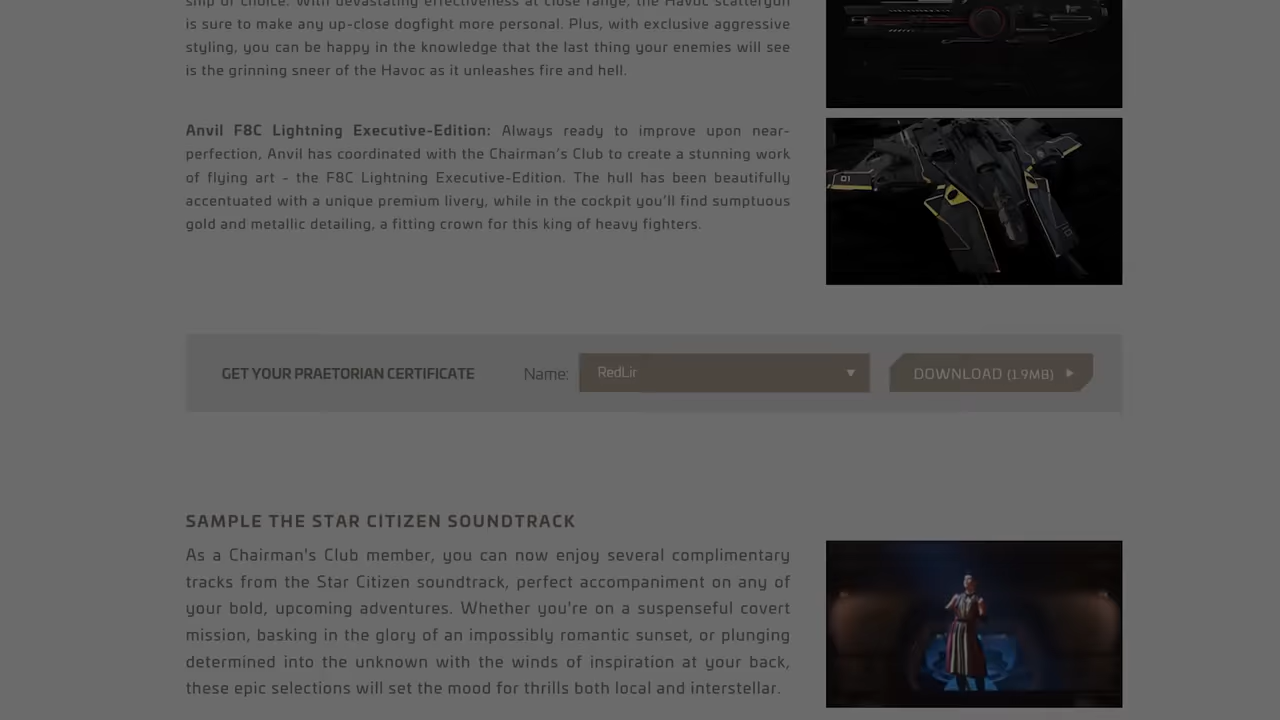 ship of choice. With devastating effectiveness at close range, the Havoc scattergun
is sure to make any up-close dogfight more personal. Plus, with exclusive aggressive
styling, you can be happy in the knowledge that the last thing your enemies will see
is the grinning sneer of the Havoc as it unleashes fire and hell.
Anvil F8C Lightning Executive-Edition: Always ready to improve upon near-
perfection, Anvil has coordinated with the Chairman's Club to create a stunning work
of flying art - the F8C Lightning Executive-Edition. The hull has been beautifully
accentuated with a unique premium livery, while in the cockpit you'll find sumptuous
gold and metallic detailing, a fitting crown for this king of heavy fighters.
01
GET YOUR PRAETORIAN CERTIFICATE
Name:
RedLir
DOWNLOAD (1.9MB)
SAMPLE THE STAR CITIZEN SOUNDTRACK
As a Chairman's Club member, you can now enjoy several complimentary
tracks from the Star Citizen soundtrack, perfect accompaniment on any of
your bold, upcoming adventures. Whether you're on a suspenseful covert
mission, basking in the glory of an impossibly romantic sunset, or plunging
determined into the unknown with the winds of inspiration at your back,
these epic selections will set the mood for thrills both local and interstellar.